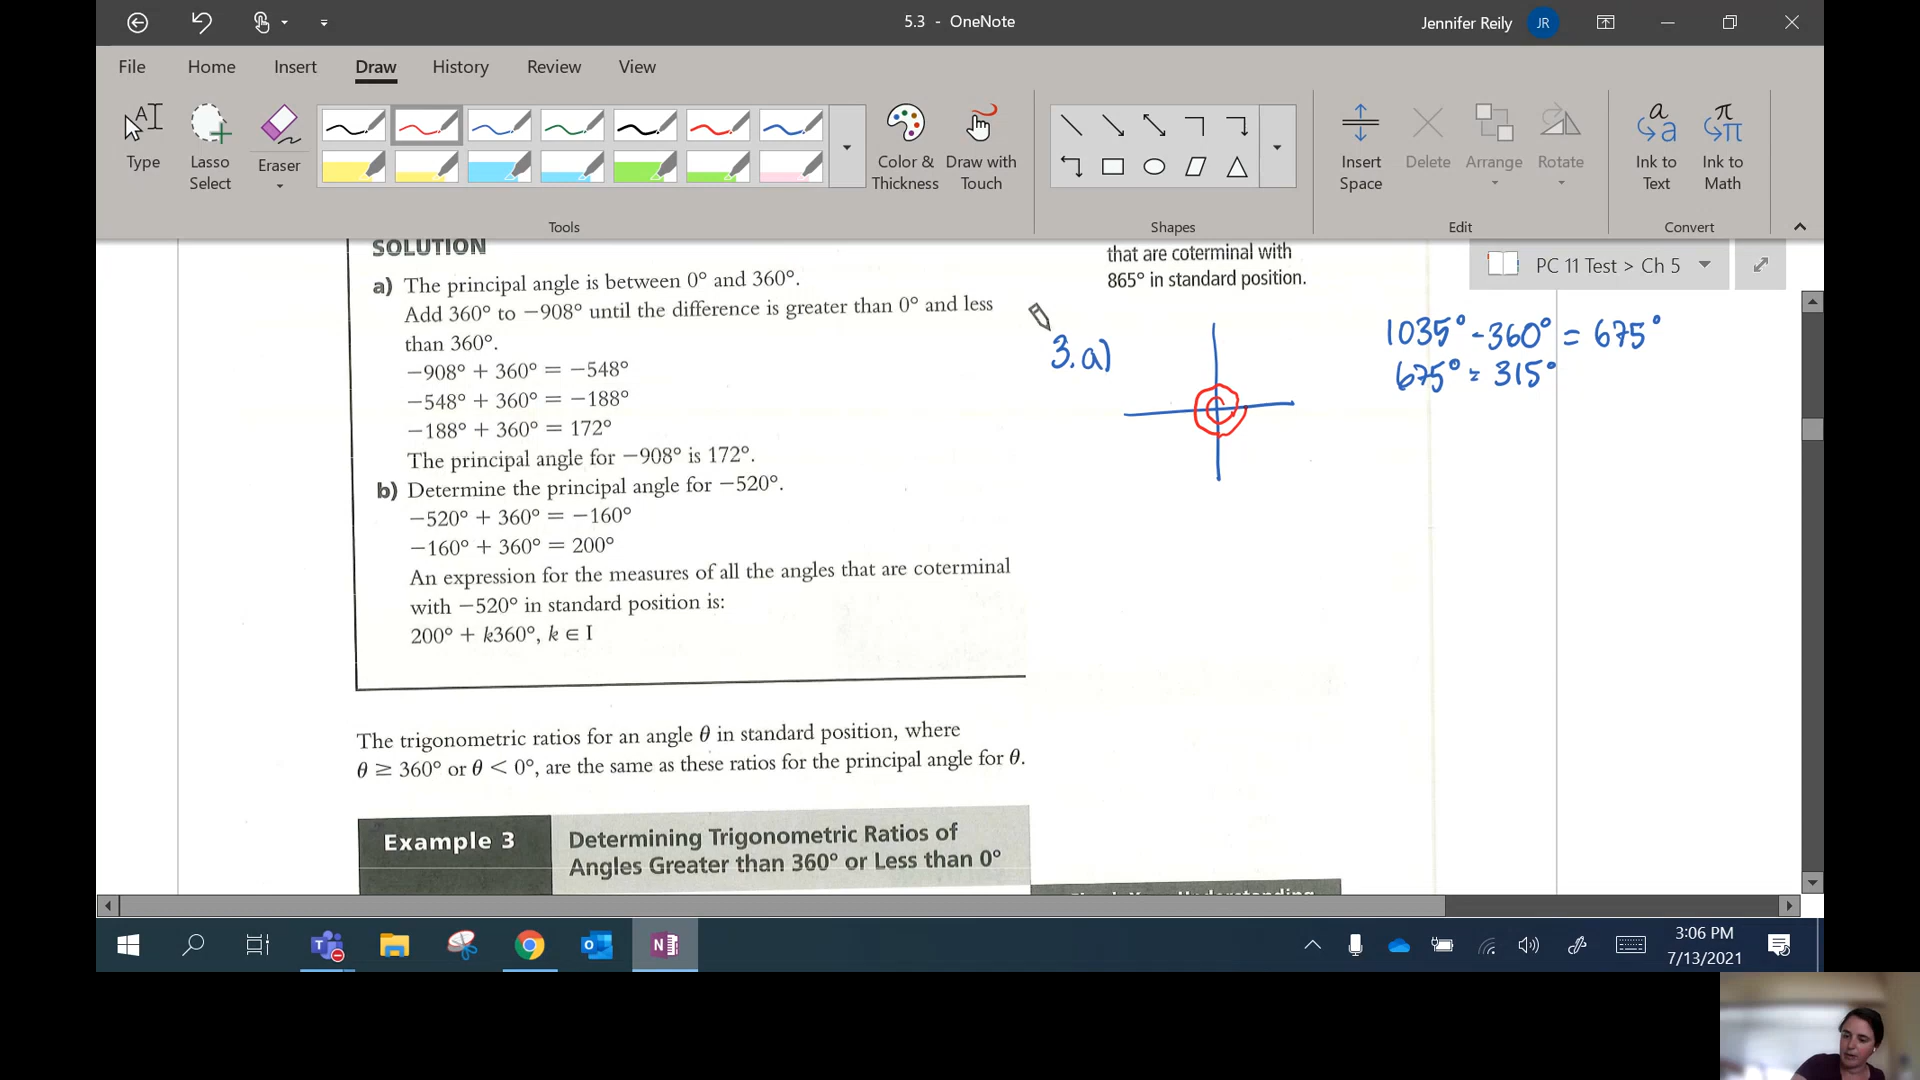 5.3 - OneNote
Jennifer Reily
JR
File
Home
Insert
Draw
History
Review
View
Type
Lasso Select
Eraser
Color & Thickness
Draw with Touch
Insert Space
Delete
Arrange
Rotate
Ink to Text
Ink to Math
Tools
Shapes
Edit
Convert
PC 11 Test > Ch 5
SOLUTION
a) The principal angle is between 0° and 360°.
Add 360° to −908° until the difference is greater than 0° and less
than 360°.
−908° + 360° = −548°
−548° + 360° = −188°
−188° + 360° = 172°
The principal angle for −908° is 172°.
b) Determine the principal angle for −520°.
−520° + 360° = −160°
−160° + 360° = 200°
An expression for the measures of all the angles that are coterminal
with −520° in standard position is:
200° + k360°, k ∈ I
that are coterminal with
865° in standard position.
3.a)
1035° - 360° = 675°
675° = 315°
The trigonometric ratios for an angle θ in standard position, where
θ ≥ 360° or θ < 0°, are the same as these ratios for the principal angle for θ.
Example 3
Determining Trigonometric Ratios of
Angles Greater than 360° or Less than 0°
3:06 PM
7/13/2021